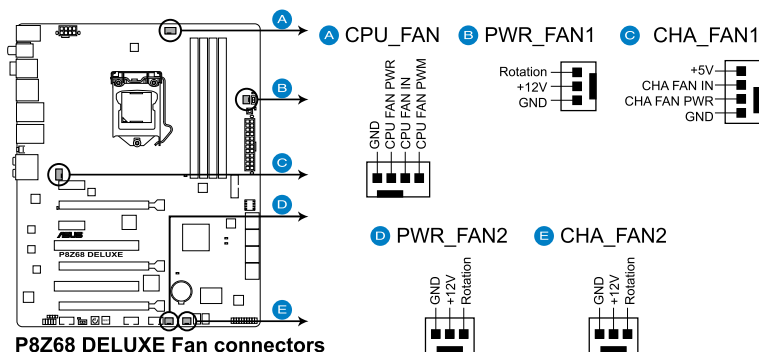 A
A CPU_FAN
B PWR_FAN1
C CHA_FAN1
Rotation
+12V
GND
+5V
CHA FAN IN
CHA FAN PWR
GND
GND
CPU FAN PWR
CPU FAN IN
CPU FAN PWM
B
C
D
D PWR_FAN2
E CHA_FAN2
GND
+12V
Rotation
GND
+12V
Rotation
ASUS
P8Z68 DELUXE
E
P8Z68 DELUXE Fan connectors